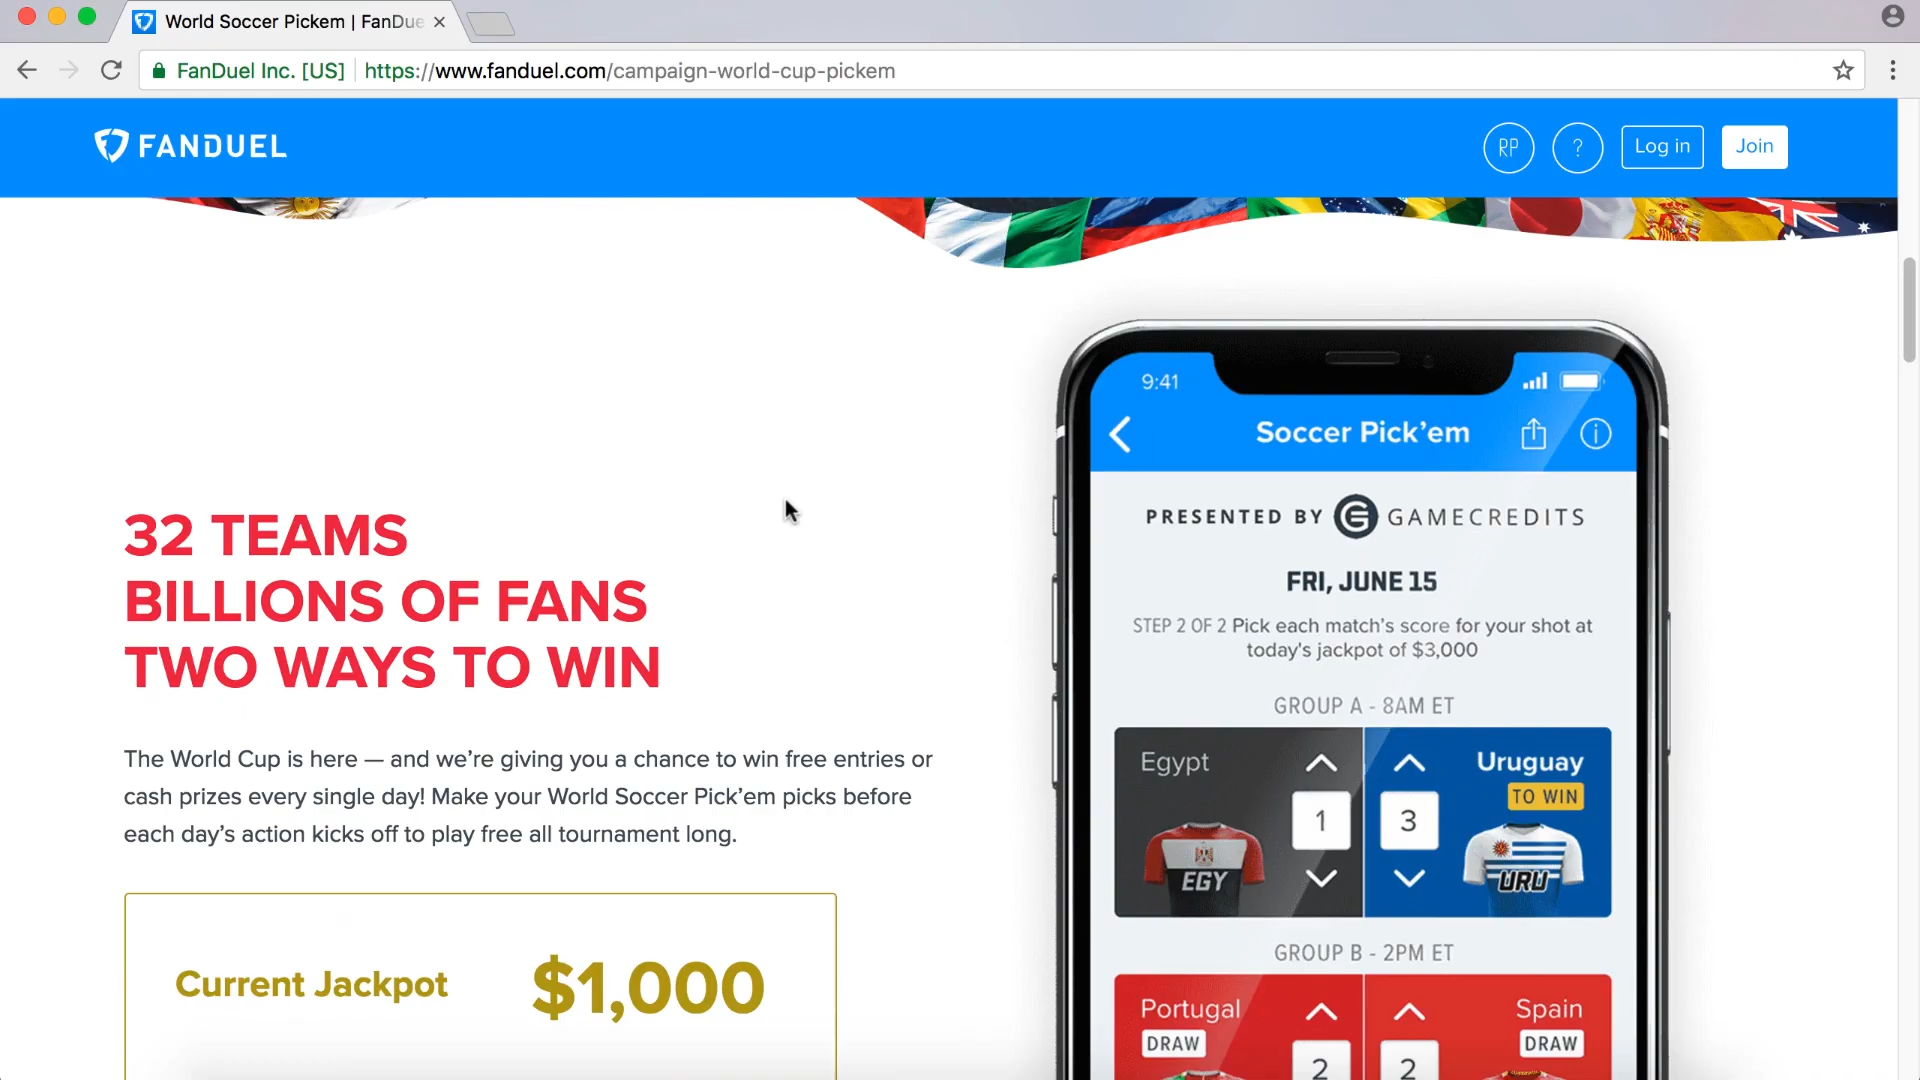 World Soccer Pickem | FanDue
FanDuel Inc. [US] https://www.fanduel.com/campaign-world-cup-pickem
FANDUEL
RP
?
Log in
Join
9:41
Soccer Pick’em
PRESENTED BY GAMECREDITS
FRI, JUNE 15
STEP 2 OF 2 Pick each match’s score for your shot at
today's jackpot of $3,000
GROUP A - 8AM ET
Egypt
1
3
Uruguay
TO WIN
EGY
URU
GROUP B - 2PM ET
Portugal
DRAW
2
2
Spain
DRAW
32 TEAMS
BILLIONS OF FANS
TWO WAYS TO WIN
The World Cup is here — and we’re giving you a chance to win free entries or
cash prizes every single day! Make your World Soccer Pick’em picks before
each day’s action kicks off to play free all tournament long.
Current Jackpot $1,000